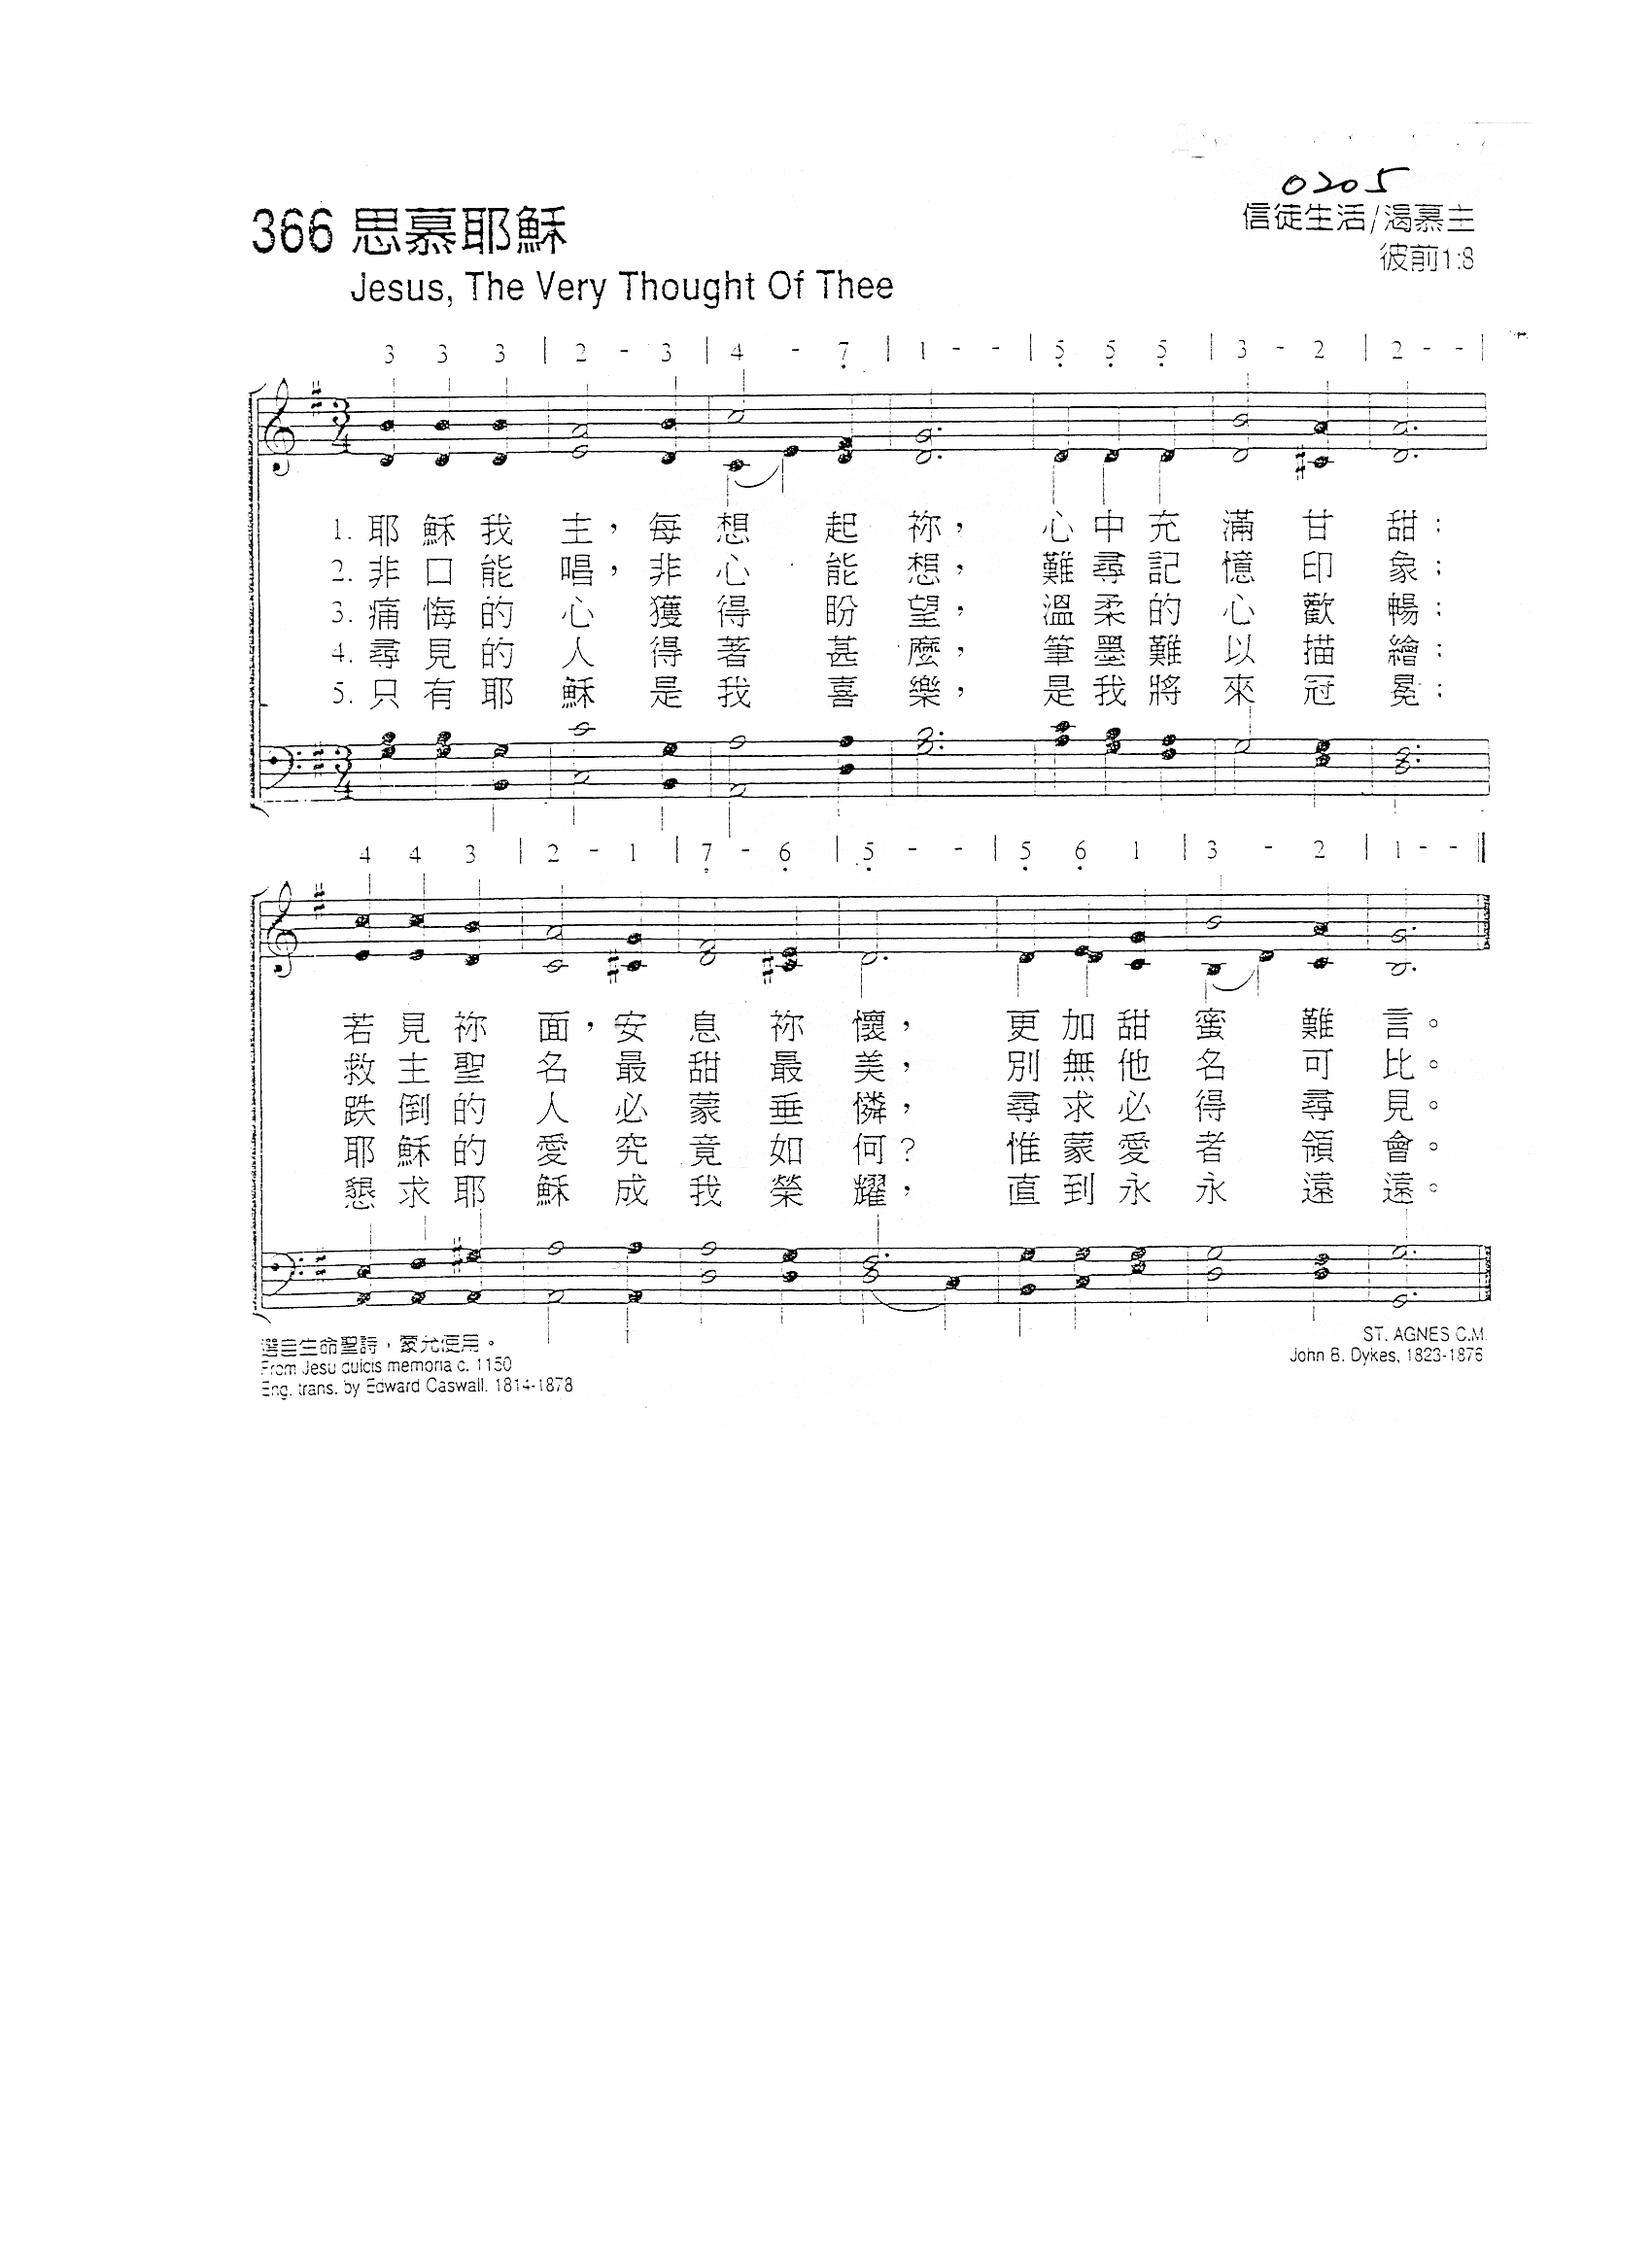 0205
366 思慕耶穌
信徒生活/渴慕主
彼前1:8
Jesus, The Very Thought Of Thee
3 3 3 | 2 - 3 | 4 - 7̣ | 1 - - | 5̣ 5̣ 5̣ | 3 - 2 | 2 - - |
1. 耶穌我主，每想起祢，心中充滿甘甜：
2. 非口能唱，非心能想，難尋記憶印象；
3. 痛悔的心獲得盼望，溫柔的心歡暢：
4. 尋見的人得著甚麼，筆墨難以描繪：
5. 只有耶穌是我喜樂，是我將來冠冕；
4 4 3 | 2 - 1 | 7̣ - 6̣ | 5̣ - - | 5̣ 6̣ 1 | 3 - 2 | 1 - - ‖
若見祢面，安息祢懷，更加甜蜜難言。
救主聖名最甜最美，別無他名可比。
跌倒的人必蒙垂憐，尋求必得尋見。
耶穌的愛究竟如何？惟蒙愛者領會。
懇求耶穌成我榮耀，直到永永遠遠。
選自生命聖詩，蒙允使用。
From Jesu dulcis memoria c. 1150
Eng. trans. by Edward Caswall, 1814-1878
ST. AGNES C.M.
John B. Dykes, 1823-1876